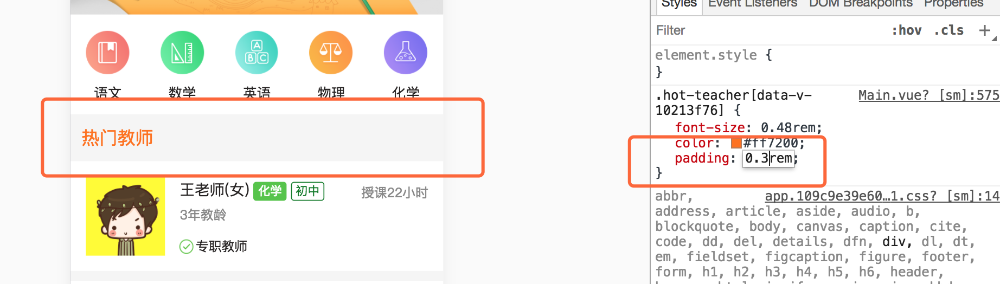 语文 数学 英语 物理 化学
热门教师
王老师(女) 化学 初中 授课22小时
3年教龄
专职教师
Styles Event Listeners DOM Breakpoints Properties
Filter :hov .cls +
element.style {
}
.hot-teacher[data-v- Main.vue? [sm]:575
10213f76] {
font-size: 0.48rem;
color: #ff7200;
padding: 0.3rem;
}
abbr, app.109c9e39e60…1.css? [sm]:14
address, article, aside, audio, b,
blockquote, body, canvas, caption, cite,
code, dd, del, details, dfn, div, dl, dt,
em, fieldset, figcaption, figure, footer,
form, h1, h2, h3, h4, h5, h6, header,